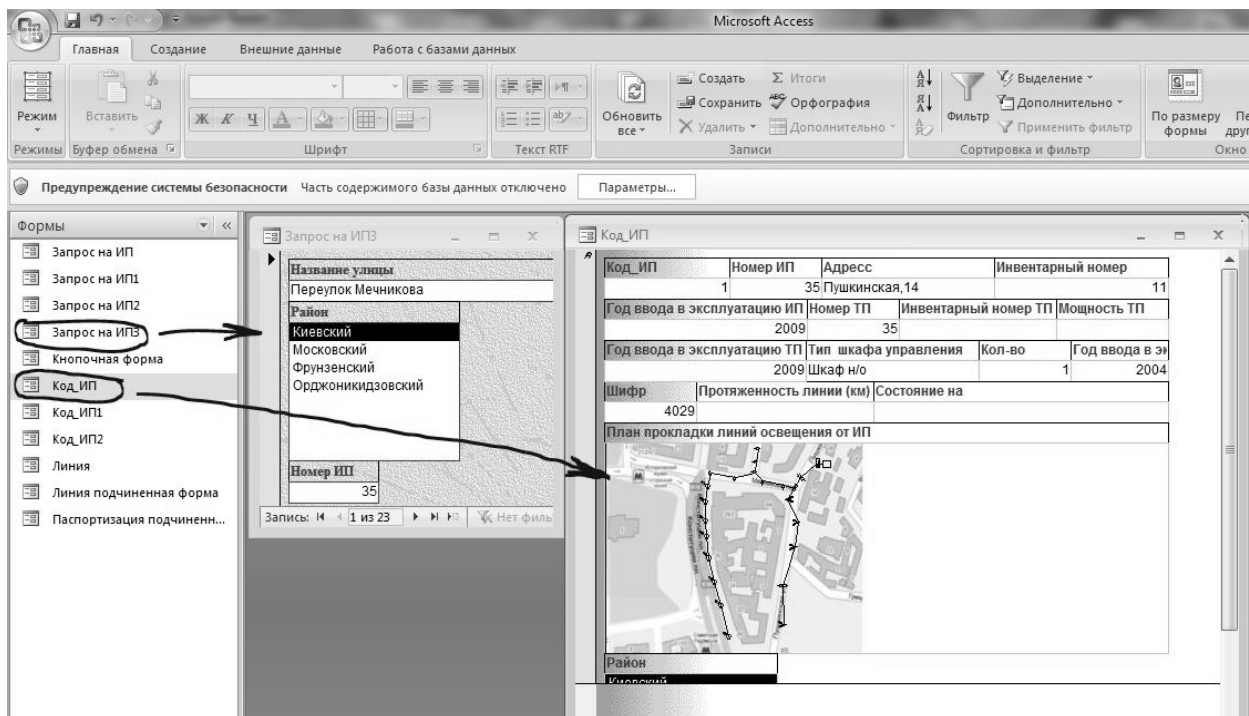 Microsoft Access
Главная Создание Внешние данные Работа с базами данных
Режим
Вставить
Ж К Ч
Обновить все
Создать Σ Итоги
Сохранить Орфография
Удалить Дополнительно
Фильтр
Выделение
Дополнительно
Применить фильтр
По размеру формы
Режимы Буфер обмена Шрифт Текст RTF Записи Сортировка и фильтр Окно
Предупреждение системы безопасности Часть содержимого базы данных отключено Параметры...
Формы
Запрос на ИП
Запрос на ИП1
Запрос на ИП2
Запрос на ИП3
Кнопочная форма
Код_ИП
Код_ИП1
Код_ИП2
Линия
Линия подчиненная форма
Паспортизация подчиненн...
Запрос на ИП3
Название улицы
Переулок Мечникова
Район
Киевский
Московский
Фрунзенский
Орджоникидзовский
Номер ИП
35
Запись: 1 из 23 Нет филь
Код_ИП
Код_ИП Номер ИП Адресс Инвентарный номер
1 35 Пушкинская,14 11
Год ввода в эксплуатацию ИП Номер ТП Инвентарный номер ТП Мощность ТП
2009 35
Год ввода в эксплуатацию ТП Тип шкафа управления Кол-во Год ввода в эк
2009 Шкаф н/о 1 2004
Шифр Протяженность линии (км) Состояние на
4029
План прокладки линий освещения от ИП
Район
Киевский